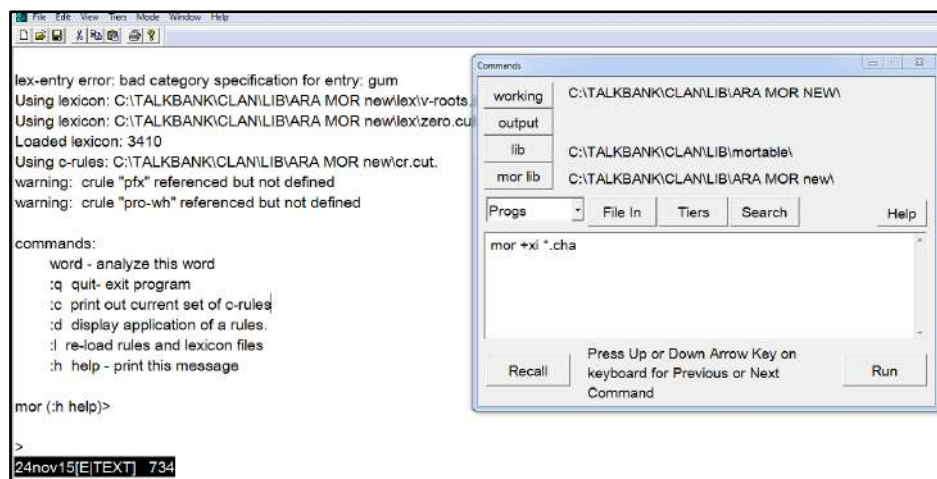 File Edit View Tiers Mode Window Help
lex-entry error: bad category specification for entry: gum
Using lexicon: C:\TALKBANK\CLAN\LIB\ARA MOR new\lex\v-roots.
Using lexicon: C:\TALKBANK\CLAN\LIB\ARA MOR new\lex\zero.cu
Loaded lexicon: 3410
Using c-rules: C:\TALKBANK\CLAN\LIB\ARA MOR new\cr.cut.
warning: crule "pfx" referenced but not defined
warning: crule "pro-wh" referenced but not defined
commands:
word - analyze this word
:q quit- exit program
:c print out current set of c-rules
:d display application of a rules.
:l re-load rules and lexicon files
:h help - print this message
mor (:h help)>
>
24nov15[E|TEXT] 734
Commands
working C:\TALKBANK\CLAN\LIB\ARA MOR NEW\
output
lib C:\TALKBANK\CLAN\LIB\mortable\
mor lib C:\TALKBANK\CLAN\LIB\ARA MOR new\
Progs File In Tiers Search Help
mor +xi *.cha
Recall
Press Up or Down Arrow Key on
keyboard for Previous or Next
Command
Run